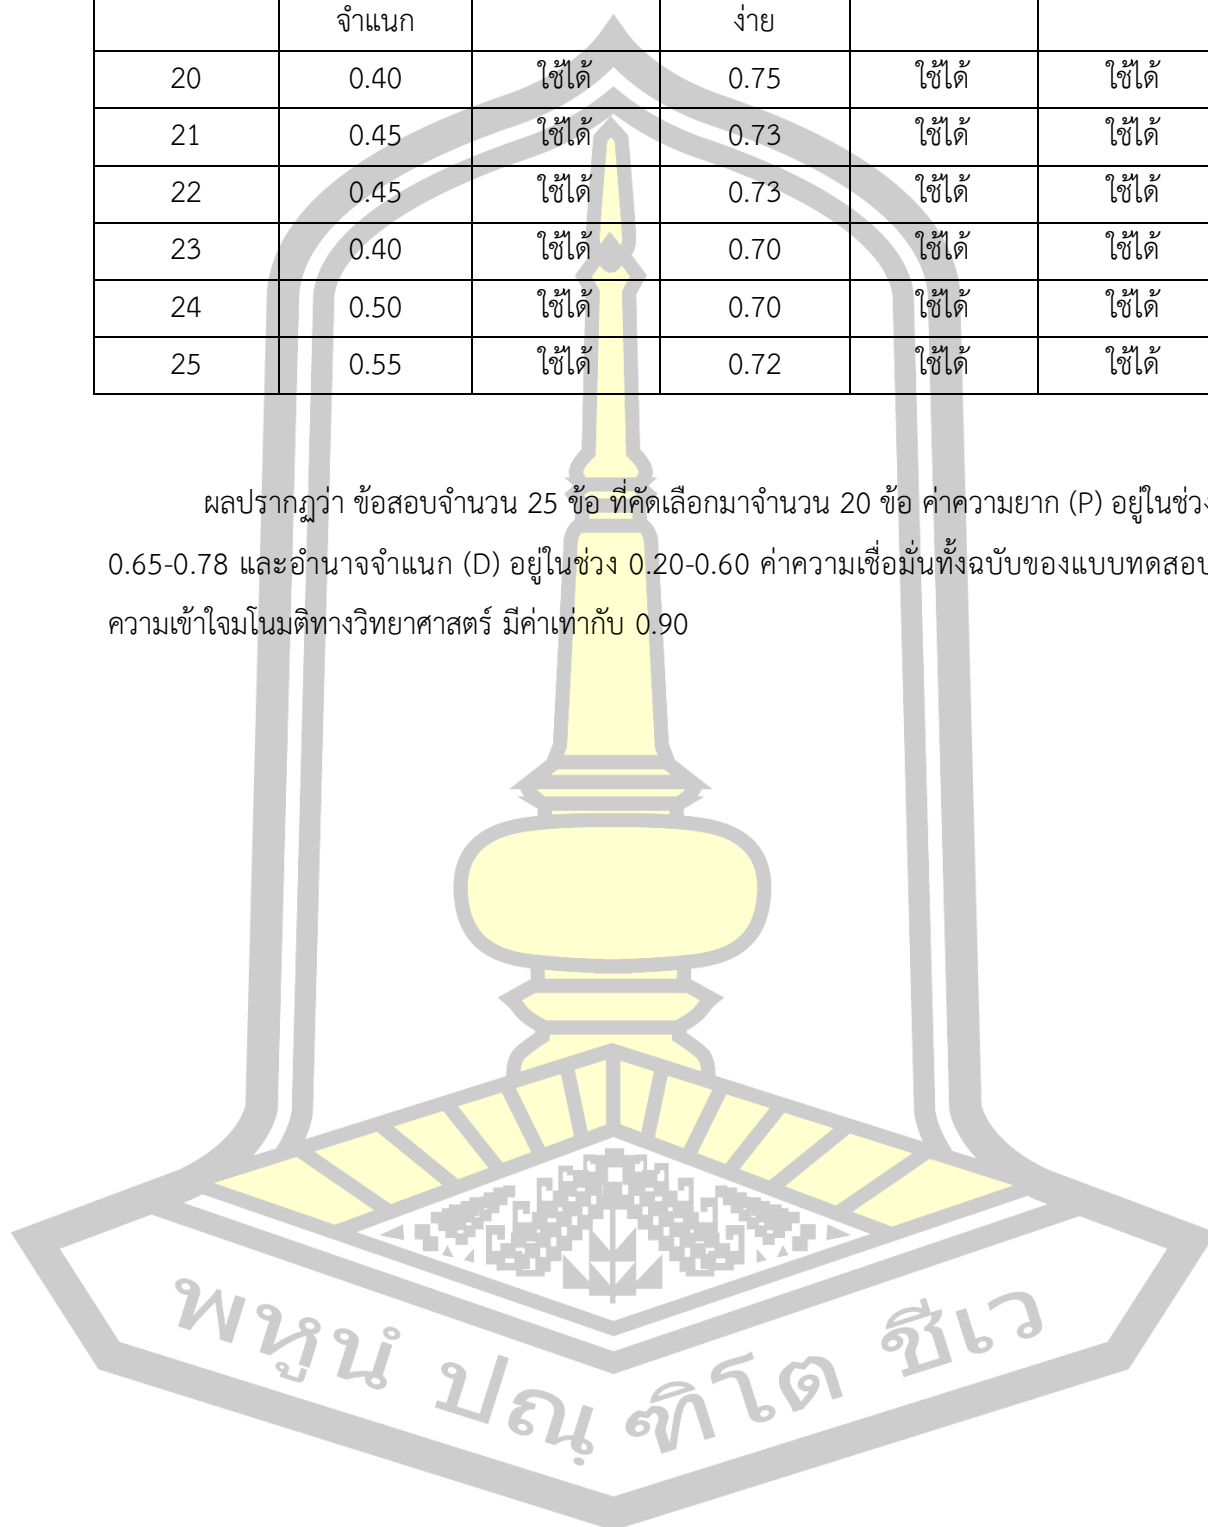 จำแนก ง่าย
20 0.40 ใช้ได้ 0.75 ใช้ได้ ใช้ได้
21 0.45 ใช้ได้ 0.73 ใช้ได้ ใช้ได้
22 0.45 ใช้ได้ 0.73 ใช้ได้ ใช้ได้
23 0.40 ใช้ได้ 0.70 ใช้ได้ ใช้ได้
24 0.50 ใช้ได้ 0.70 ใช้ได้ ใช้ได้
25 0.55 ใช้ได้ 0.72 ใช้ได้ ใช้ได้
ผลปรากฏว่า ข้อสอบจำนวน 25 ข้อ ที่คัดเลือกมาจำนวน 20 ข้อ ค่าความยาก (P) อยู่ในช่วง
0.65-0.78 และอำนาจจำแนก (D) อยู่ในช่วง 0.20-0.60 ค่าความเชื่อมั่นทั้งฉบับของแบบทดสอบ
ความเข้าใจมโนมติทางวิทยาศาสตร์ มีค่าเท่ากับ 0.90
พหูนํ ปณฺฑิโต ชีเว